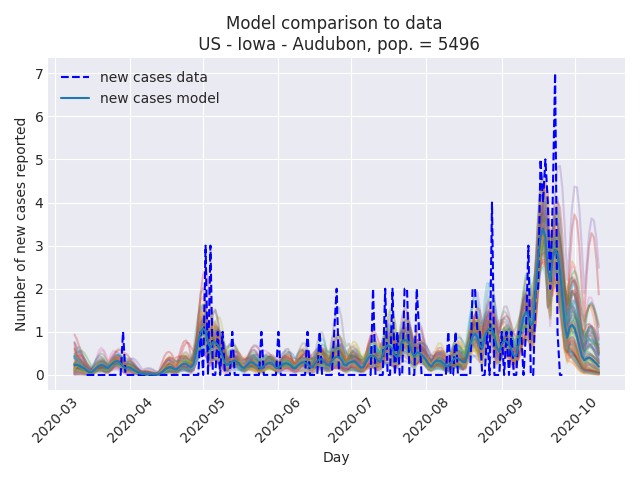 Model comparison to data
US - Iowa - Audubon, pop. = 5496
new cases data
new cases model
7
6
5
4
3
2
1
0
Number of new cases reported
2020-03
2020-04
2020-05
2020-06
2020-07
2020-08
2020-09
2020-10
Day